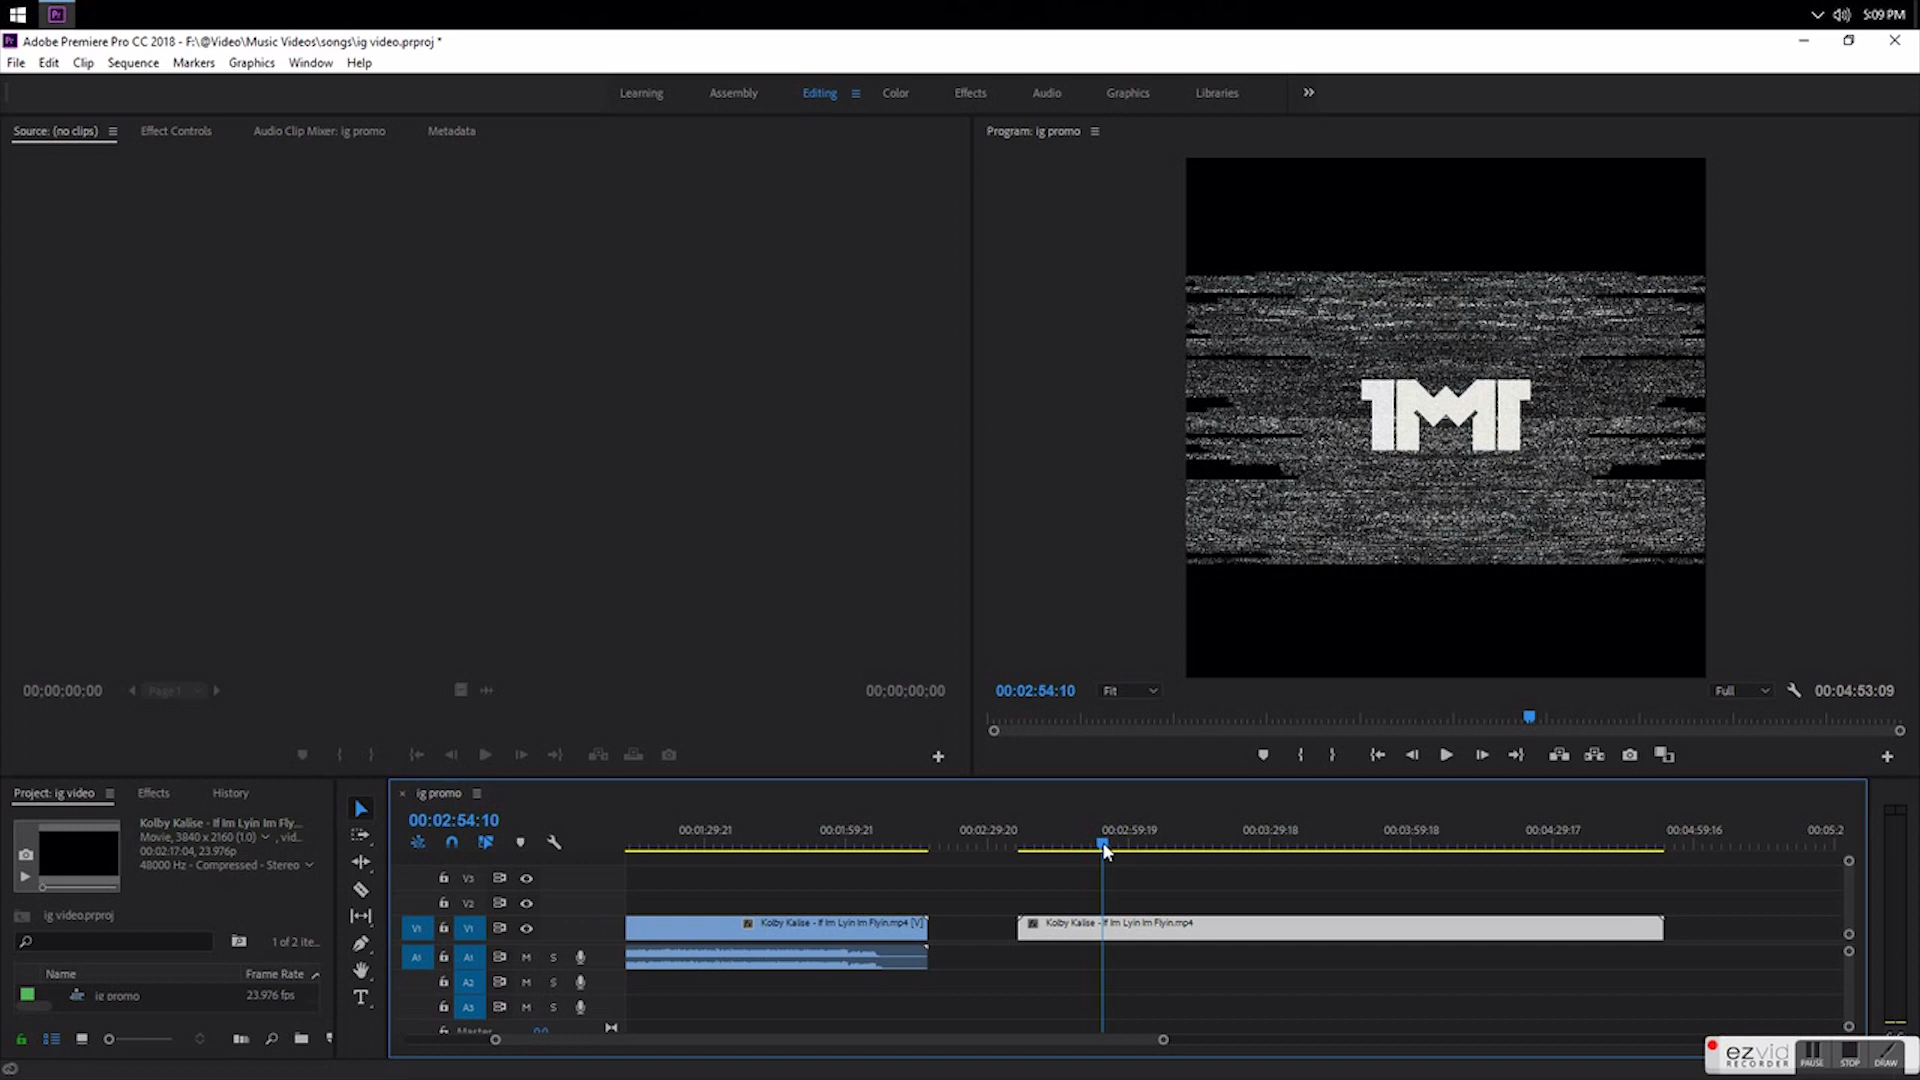 5:09 PM
Pr Adobe Premiere Pro CC 2018 - F:\@Video\Music Videos\songs\ig video.prproj *
File Edit Clip Sequence Markers Graphics Window Help
Learning Assembly Editing Color Effects Audio Graphics Libraries
Source: (no clips) Effect Controls Audio Clip Mixer: ig promo Metadata
Program: ig promo
1MT
00;00;00;00 Page 1 00;00;00;00
00:02:54:10 Fit Full 00:04:53:09
Project: ig video Effects History
Kolby Kalise - If Im Lyin Im Fly...
Movie, 3840 x 2160 (1.0) , vid...
00:02:17:04, 23.976p
48000 Hz - Compressed - Stereo
ig video.prproj
1 of 2 ite...
Name Frame Rate
ig promo 23.976 fps
ig promo
00:02:54:10
00:01:29:21 00:01:59:21 00:02:29:20 00:02:59:19 00:03:29:18 00:03:59:18 00:04:29:17 00:04:59:16 00:05:2
V3
V2
V1 V1 Kolby Kalise - If Im Lyin Im Flyin.mp4 [V] Kolby Kalise - If Im Lyin Im Flyin.mp4
A1 A1 M S
A2 M S
A3 M S
Master 0.0
ezvid
RECORDER
PAUSE STOP DRAW